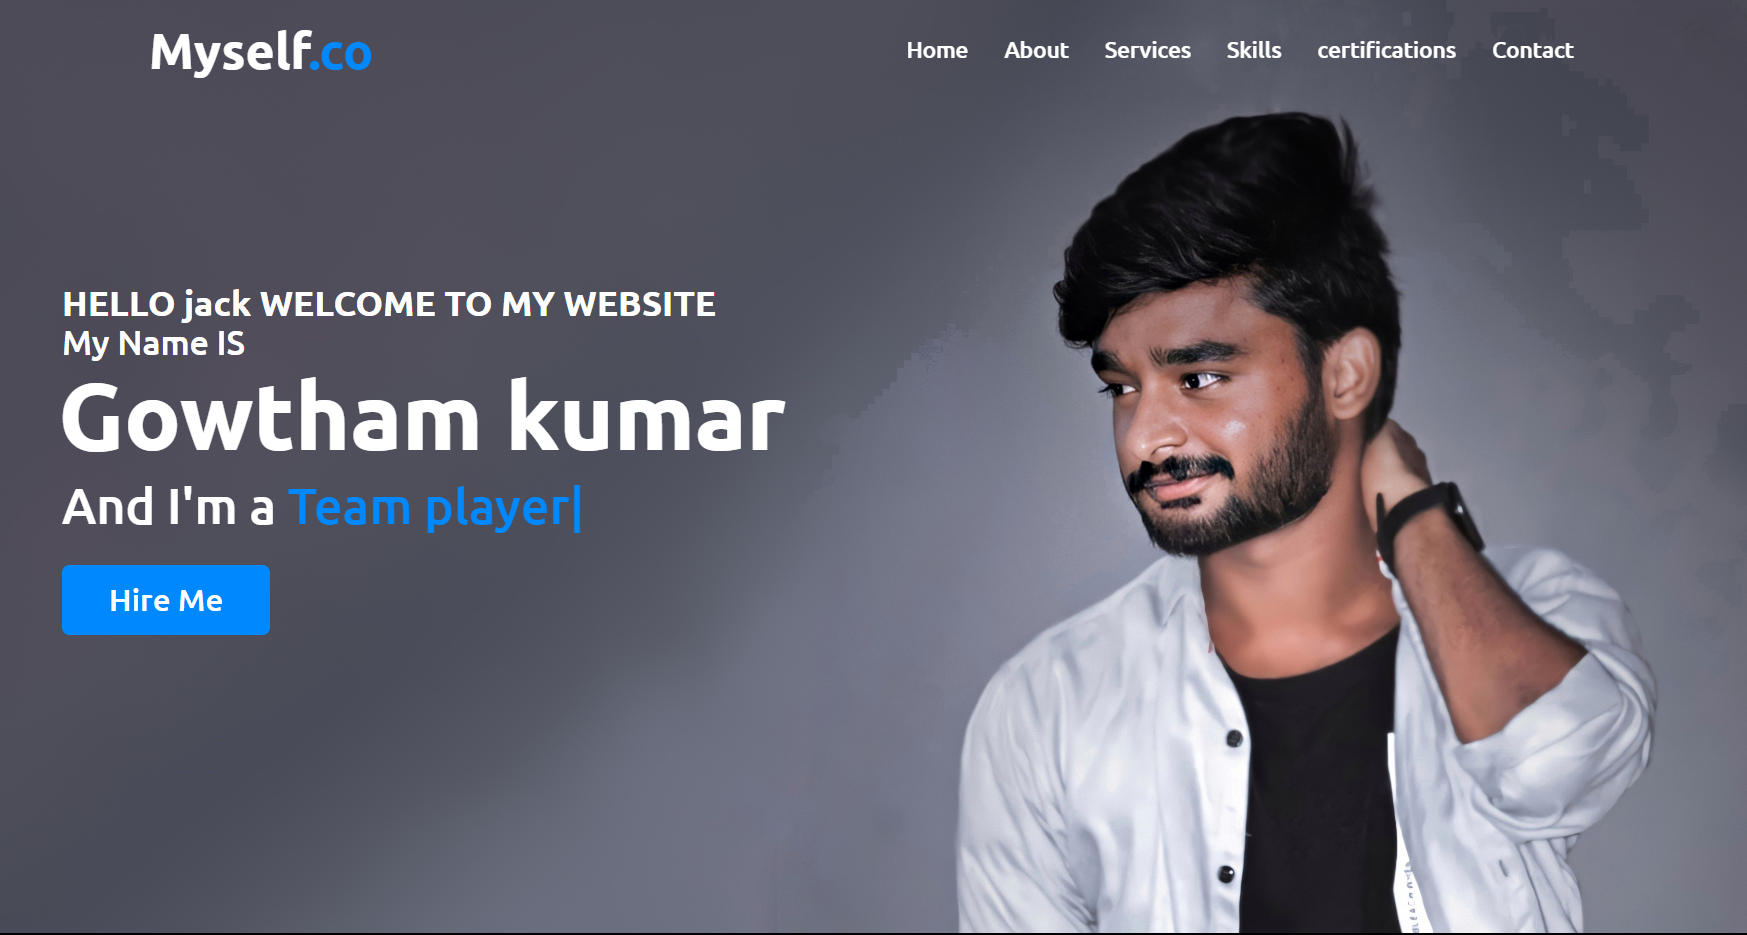 Myself.co
Home About Services Skills certifications Contact
HELLO jack WELCOME TO MY WEBSITE
My Name IS
Gowtham kumar
And I'm a Team player|
Hire Me